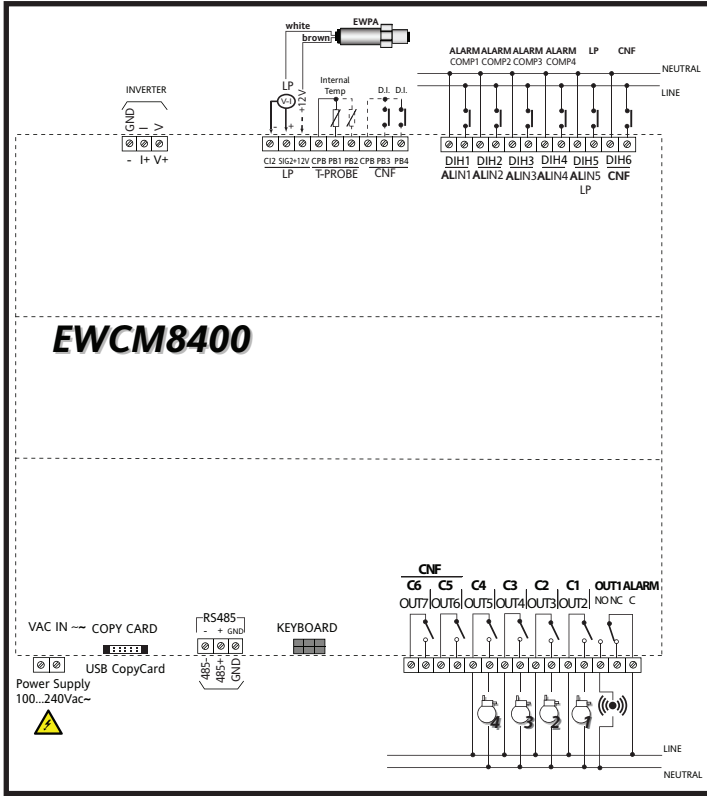 white
EWPA
brown
ALARM ALARM ALARM ALARM LP CNF
COMP1 COMP2 COMP3 COMP4
NEUTRAL
LINE
INVERTER
LP
Internal
Temp
D.I. D.I.
V-I
+12V
- +
GND I V
- I+ V+
CI2 SIG2 +12V CPB PB1 PB2 CPB PB3 PB4
LP T-PROBE CNF
DIH1 DIH2 DIH3 DIH4 DIH5 DIH6
ALIN1 ALIN2 ALIN3 ALIN4 ALIN5 CNF
LP
EWCM8400
CNF
C6 C5 C4 C3 C2 C1 OUT1 ALARM
OUT7 OUT6 OUT5 OUT4 OUT3 OUT2 NO NC C
VAC IN ~~ COPY CARD
RS485
- + GND
KEYBOARD
USB CopyCard
485- 485+ GND
Power Supply
100...240Vac~
4 3 2 1
LINE
NEUTRAL